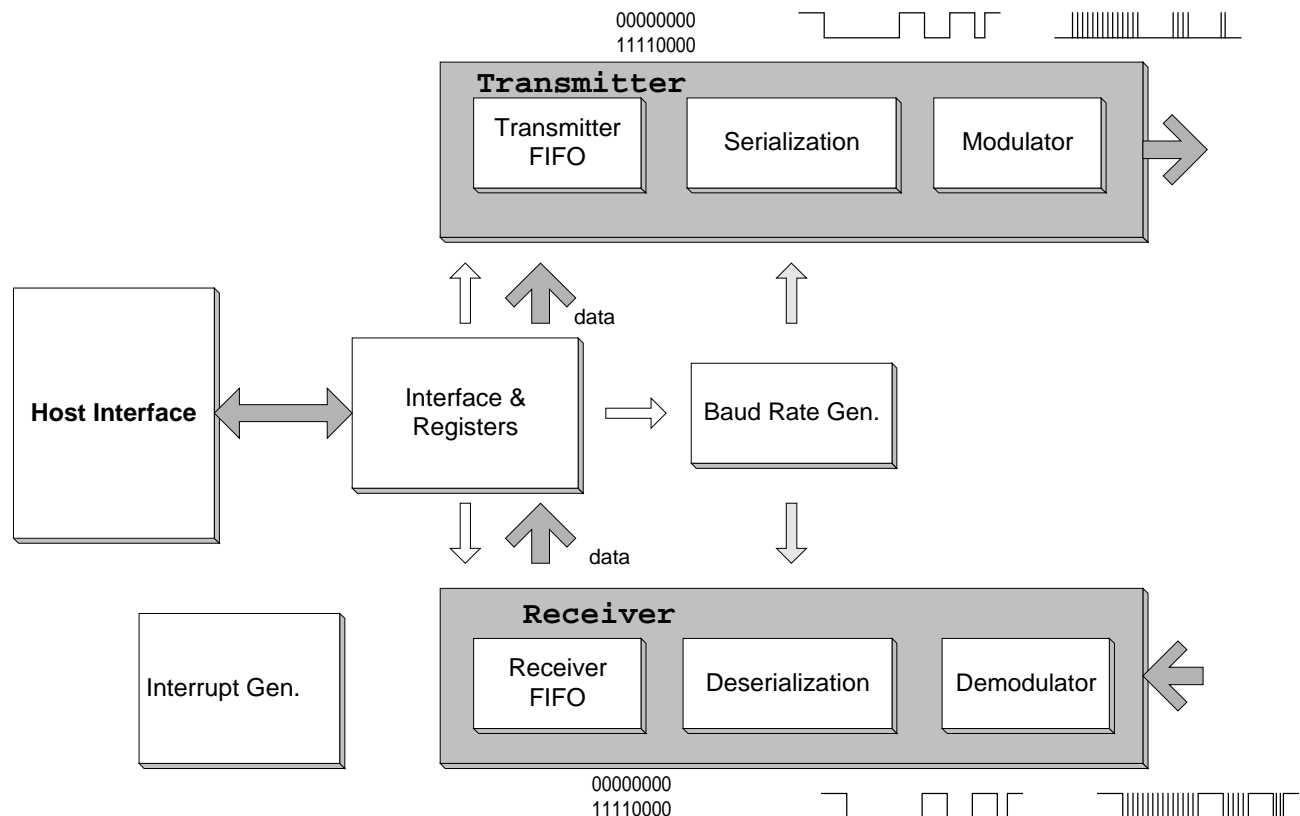 00000000
11110000
Transmitter
Transmitter
FIFO
Serialization
Modulator
data
Host Interface
Interface &
Registers
Baud Rate Gen.
data
Receiver
Interrupt Gen.
Receiver
FIFO
Deserialization
Demodulator
00000000
11110000